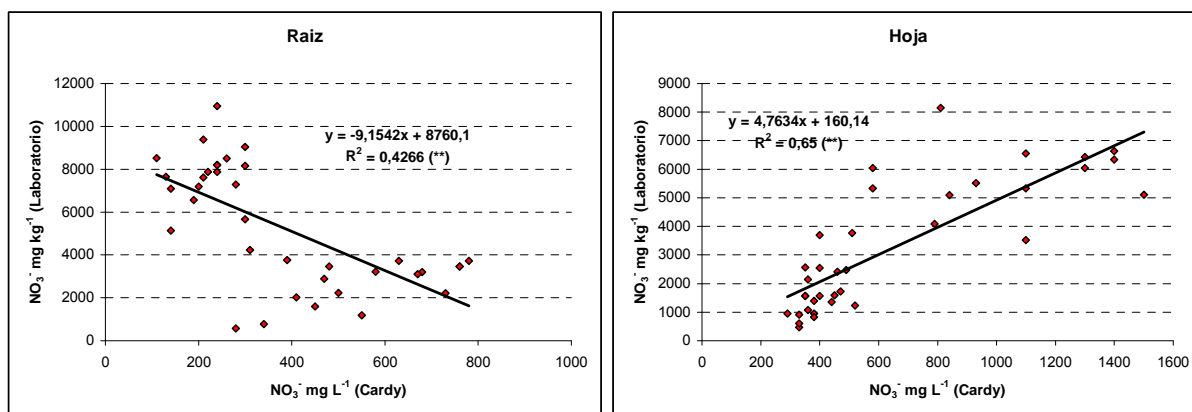 Raiz
12000
10000
8000
6000
4000
2000
0
0 200 400 600 800 1000
NO3- mg kg-1 (Laboratorio)
NO3- mg L-1 (Cardy)
y = -9,1542x + 8760,1
R2 = 0,4266 (**)
Hoja
9000
8000
7000
6000
5000
4000
3000
2000
1000
0
0 200 400 600 800 1000 1200 1400 1600
NO3- mg kg-1 (Laboratorio)
NO3- mg L-1 (Cardy)
y = 4,7634x + 160,14
R2 = 0,65 (**)